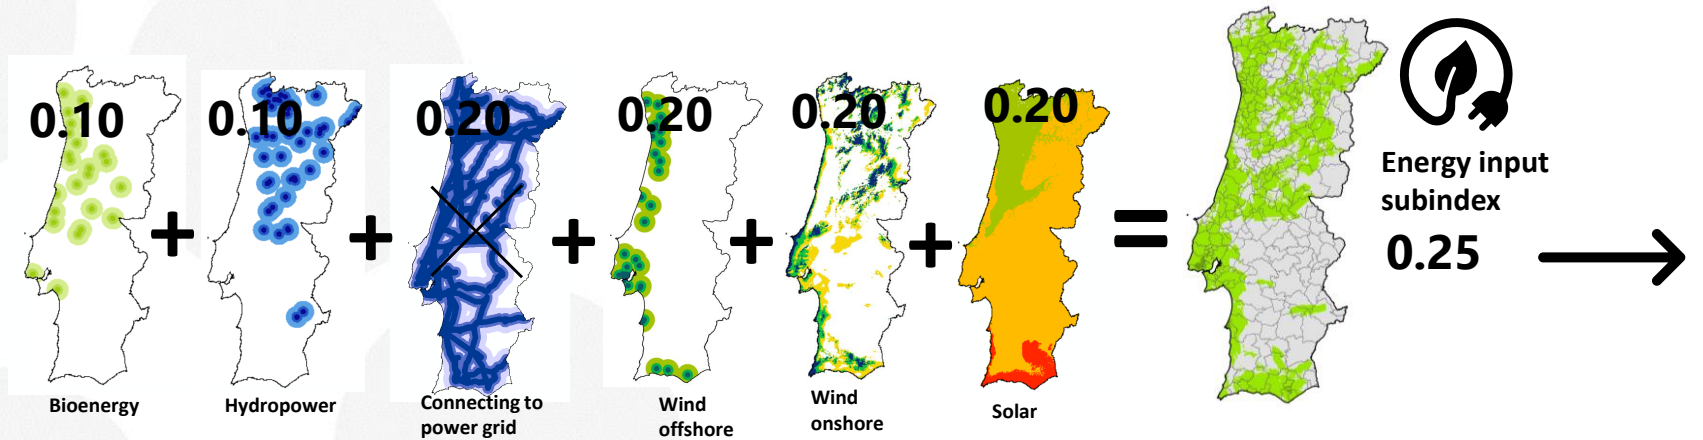 0.10
0.10
0.20
0.20
0.20
0.20
+
+
+
+
+
=
Energy input
subindex
0.25
Bioenergy
Hydropower
Connecting to
power grid
Wind
offshore
Wind
onshore
Solar